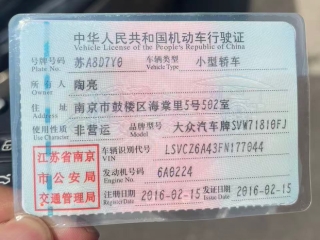 中华人民共和国机动车行驶证
Vehicle License of the People's Republic of China
号牌号码 苏A8D7Y0 车辆类型 小型轿车
Plate No. Vehicle Type
所有人 陶亮
Owner
住址 南京市鼓楼区海棠里5号502室
Address
使用性质 非营运 品牌型号 大众汽车牌SVW71810FJ
Use Character Model
江苏省南京市公安局交通管理局
车辆识别代号 LSVCZ6A43FN177044
VIN
发动机号码 6A0224
Engine No.
注册日期 2016-02-15 发证日期 2016-02-15
Register Date Issue Date